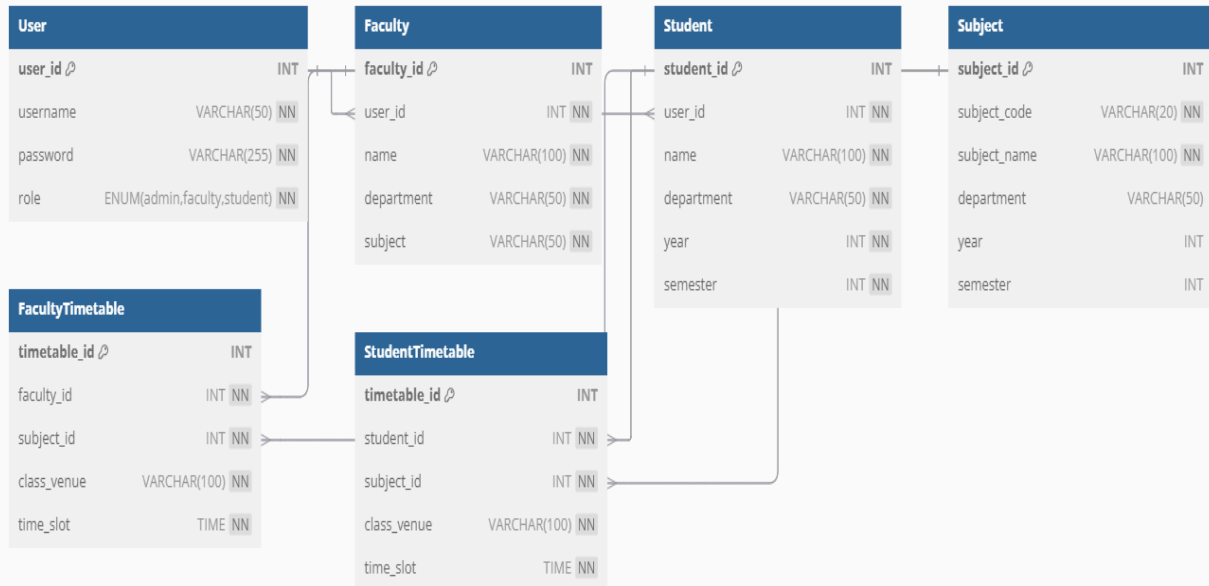 User
user_id INT
username VARCHAR(50) NN
password VARCHAR(255) NN
role ENUM(admin,faculty,student) NN
Faculty
faculty_id INT
user_id INT NN
name VARCHAR(100) NN
department VARCHAR(50) NN
subject VARCHAR(50) NN
Student
student_id INT
user_id INT NN
name VARCHAR(100) NN
department VARCHAR(50) NN
year INT NN
semester INT NN
Subject
subject_id INT
subject_code VARCHAR(20) NN
subject_name VARCHAR(100) NN
department VARCHAR(50)
year INT
semester INT
FacultyTimetable
timetable_id INT
faculty_id INT NN
subject_id INT NN
class_venue VARCHAR(100) NN
time_slot TIME NN
StudentTimetable
timetable_id INT
student_id INT NN
subject_id INT NN
class_venue VARCHAR(100) NN
time_slot TIME NN